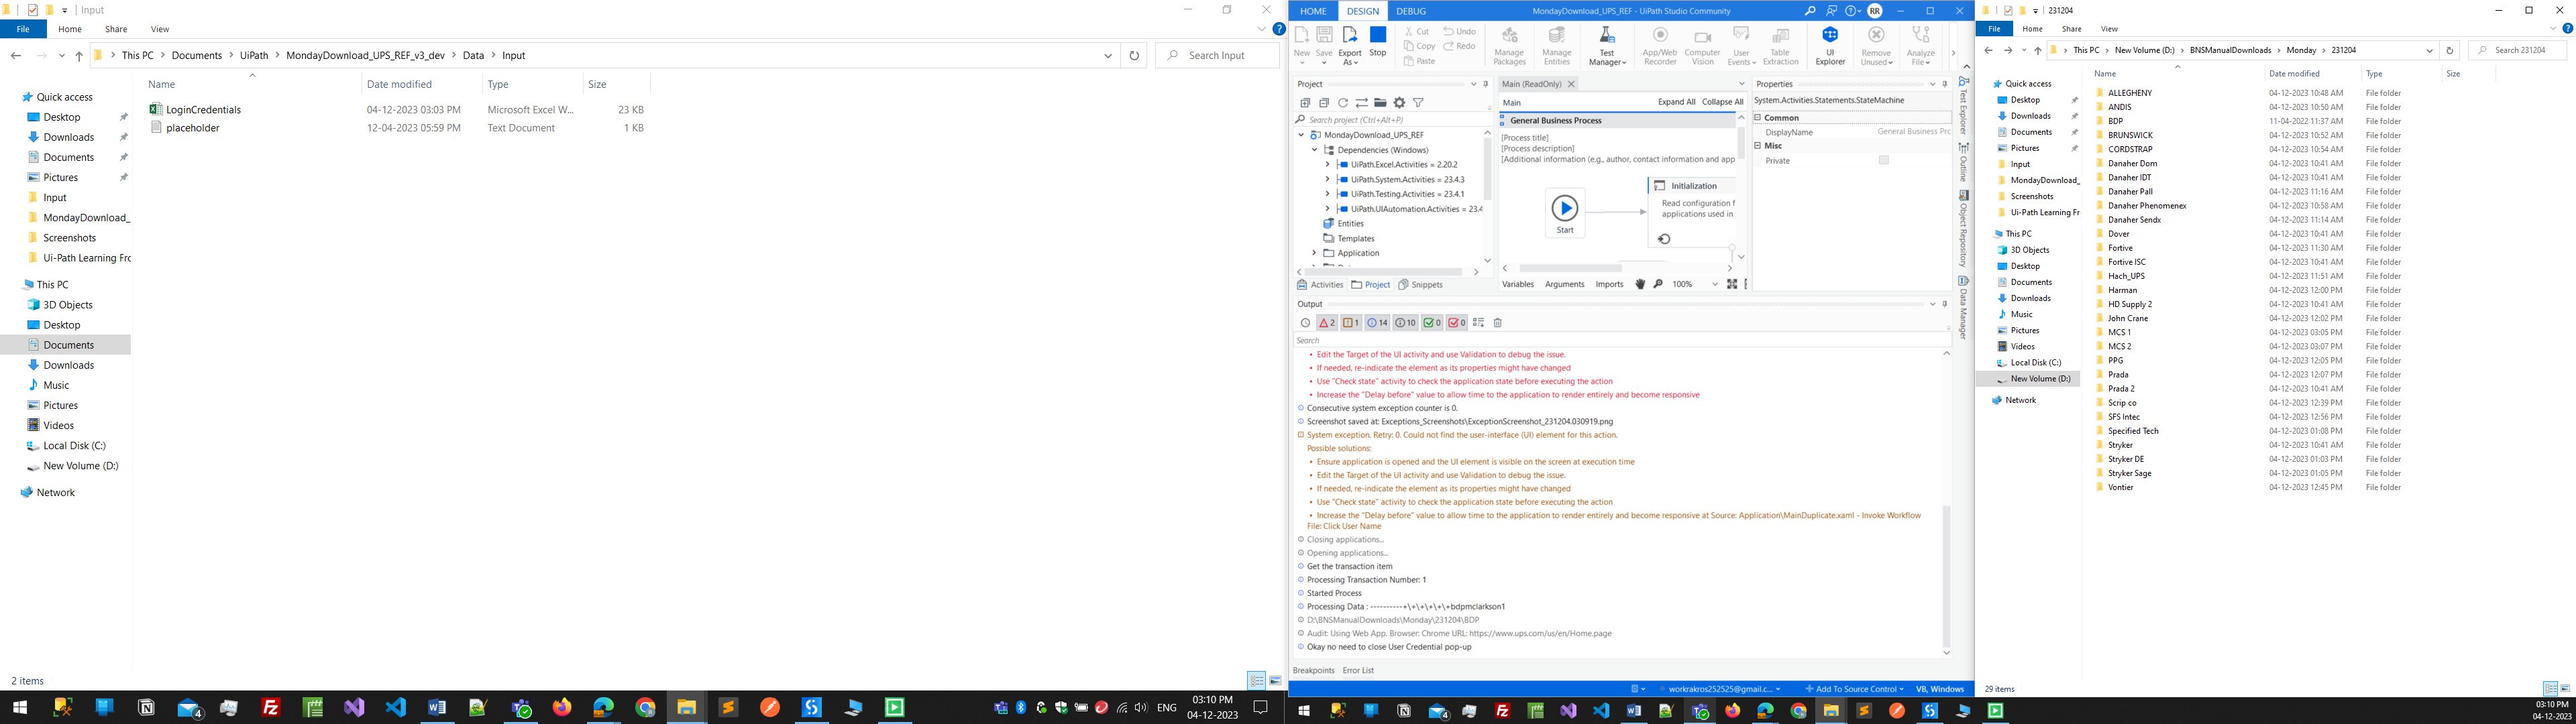 Input
File
Home
Share
View
This PC > Documents > UiPath > MondayDownload_UPS_REF_v3_dev > Data > Input
Search Input
Name
Date modified
Type
Size
LoginCredentials
04-12-2023 03:03 PM
Microsoft Excel W...
23 KB
placeholder
12-04-2023 05:59 PM
Text Document
1 KB
Quick access
Desktop
Downloads
Documents
Pictures
Input
MondayDownload_
Screenshots
Ui-Path Learning Frc
This PC
3D Objects
Desktop
Documents
Downloads
Music
Pictures
Videos
Local Disk (C:)
New Volume (D:)
Network
2 items
4
ENG
03:10 PM
04-12-2023
HOME
DESIGN
DEBUG
MondayDownload_UPS_REF - UiPath Studio Community
RR
New
Save
Export As
Stop
Cut
Copy
Paste
Undo
Redo
Manage Packages
Manage Entities
Test Manager
App/Web Recorder
Computer Vision
User Events
Table Extraction
UI Explorer
Remove Unused
Analyze File
Project
Search project (Ctrl+Alt+P)
MondayDownload_UPS_REF
Dependencies (Windows)
UiPath.Excel.Activities = 2.20.2
UiPath.System.Activities = 23.4.3
UiPath.Testing.Activities = 23.4.1
UiPath.UIAutomation.Activities = 23.4
Entities
Templates
Application
Activities
Project
Snippets
Main (ReadOnly)
Main
Expand All
Collapse All
General Business Process
[Process title]
[Process description]
[Additional information (e.g., author, contact information and app
Start
Initialization
Read configuration f
applications used in
Variables
Arguments
Imports
100%
Properties
System.Activities.Statements.StateMachine
Common
DisplayName
General Business Prc
Misc
Private
Test Explorer
Outline
Object Repository
Data Manager
Output
2
1
14
10
0
0
Search
• Edit the Target of the UI activity and use Validation to debug the issue.
• If needed, re-indicate the element as its properties might have changed
• Use "Check state" activity to check the application state before executing the action
• Increase the "Delay before" value to allow time to the application to render entirely and become responsive
Consecutive system exception counter is 0.
Screenshot saved at: Exceptions_Screenshots\ExceptionScreenshot_231204.030919.png
System exception. Retry: 0. Could not find the user-interface (UI) element for this action.
Possible solutions:
• Ensure application is opened and the UI element is visible on the screen at execution time
• Edit the Target of the UI activity and use Validation to debug the issue.
• If needed, re-indicate the element as its properties might have changed
• Use "Check state" activity to check the application state before executing the action
• Increase the "Delay before" value to allow time to the application to render entirely and become responsive at Source: Application\MainDuplicate.xaml - Invoke Workflow
File: Click User Name
Closing applications...
Opening applications...
Get the transaction item
Processing Transaction Number: 1
Started Process
Processing Data : ----------+\+\+\+\+\+bdpmclarkson1
D:\BNSManualDownloads\Monday\231204\BDP
Audit: Using Web App. Browser: Chrome URL: https://www.ups.com/us/en/Home.page
Okay no need to close User Credential pop-up
Breakpoints
Error List
workrakros252525@gmail.c...
Add To Source Control
VB, Windows
4
231204
File
Home
Share
View
This PC > New Volume (D:) > BNSManualDownloads > Monday > 231204
Search 231204
Quick access
Desktop
Downloads
Documents
Pictures
Input
MondayDownload_
Screenshots
Ui-Path Learning Fr
This PC
3D Objects
Desktop
Documents
Downloads
Music
Pictures
Videos
Local Disk (C:)
New Volume (D:)
Network
Name
Date modified
Type
Size
ALLEGHENY 04-12-2023 10:48 AM File folder
ANDIS 04-12-2023 10:50 AM File folder
BDP 11-04-2022 11:37 AM File folder
BRUNSWICK 04-12-2023 10:52 AM File folder
CORDSTRAP 04-12-2023 10:54 AM File folder
Danaher Dom 04-12-2023 10:41 AM File folder
Danaher IDT 04-12-2023 10:41 AM File folder
Danaher Pall 04-12-2023 11:16 AM File folder
Danaher Phenomenex 04-12-2023 10:58 AM File folder
Danaher Sendx 04-12-2023 11:14 AM File folder
Dover 04-12-2023 10:41 AM File folder
Fortive 04-12-2023 11:30 AM File folder
Fortive ISC 04-12-2023 10:41 AM File folder
Hach_UPS 04-12-2023 11:51 AM File folder
Harman 04-12-2023 12:00 PM File folder
HD Supply 2 04-12-2023 10:41 AM File folder
John Crane 04-12-2023 12:02 PM File folder
MCS 1 04-12-2023 03:05 PM File folder
MCS 2 04-12-2023 03:07 PM File folder
PPG 04-12-2023 12:05 PM File folder
Prada 04-12-2023 12:07 PM File folder
Prada 2 04-12-2023 10:41 AM File folder
Scrip co 04-12-2023 12:39 PM File folder
SFS Intec 04-12-2023 12:56 PM File folder
Specified Tech 04-12-2023 01:08 PM File folder
Stryker 04-12-2023 10:41 AM File folder
Stryker DE 04-12-2023 01:03 PM File folder
Stryker Sage 04-12-2023 01:05 PM File folder
Vontier 04-12-2023 12:45 PM File folder
29 items
03:10 PM
04-12-2023